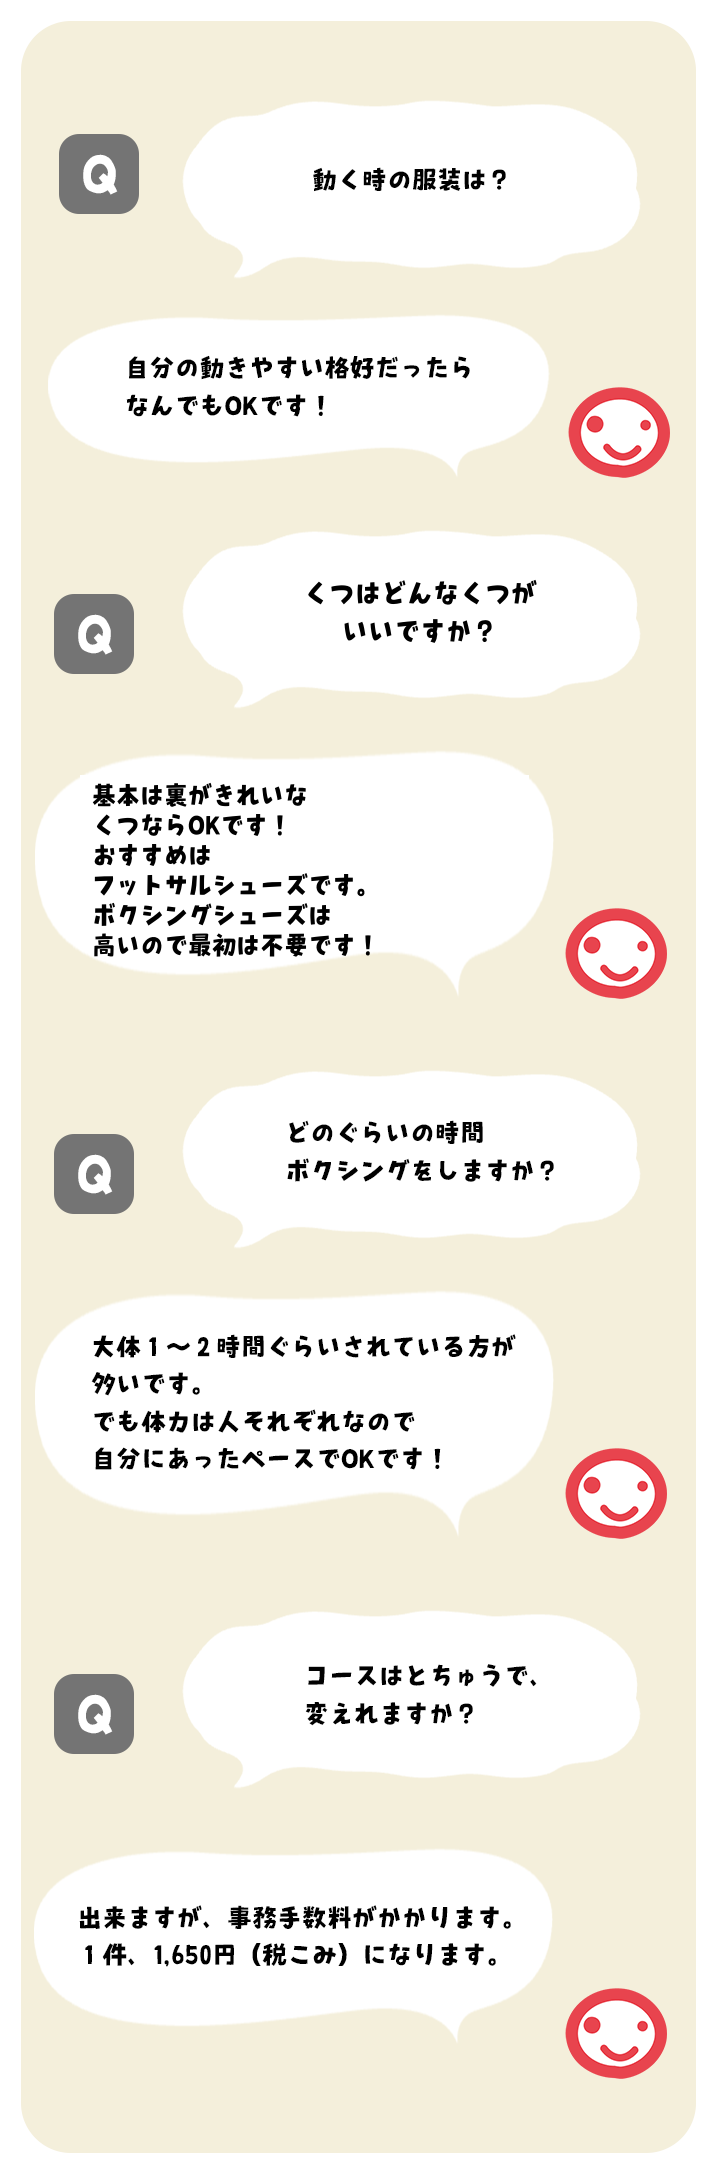 Q
動く時の服装は？
自分の動きやすい格好だったら
なんでもOKです！
Q
くつはどんなくつが
いいですか？
基本は裏がきれいな
くつならOKです！
おすすめは
フットサルシューズです。
ボクシングシューズは
高いので最初は不要です！
Q
どのぐらいの時間
ボクシングをしますか？
大体１〜２時間ぐらいされている方が
多いです。
でも体力は人それぞれなので
自分にあったペースでOKです！
Q
コースはとちゅうで、
変えれますか？
出来ますが、事務手数料がかかります。
１件、1,650円（税こみ）になります。